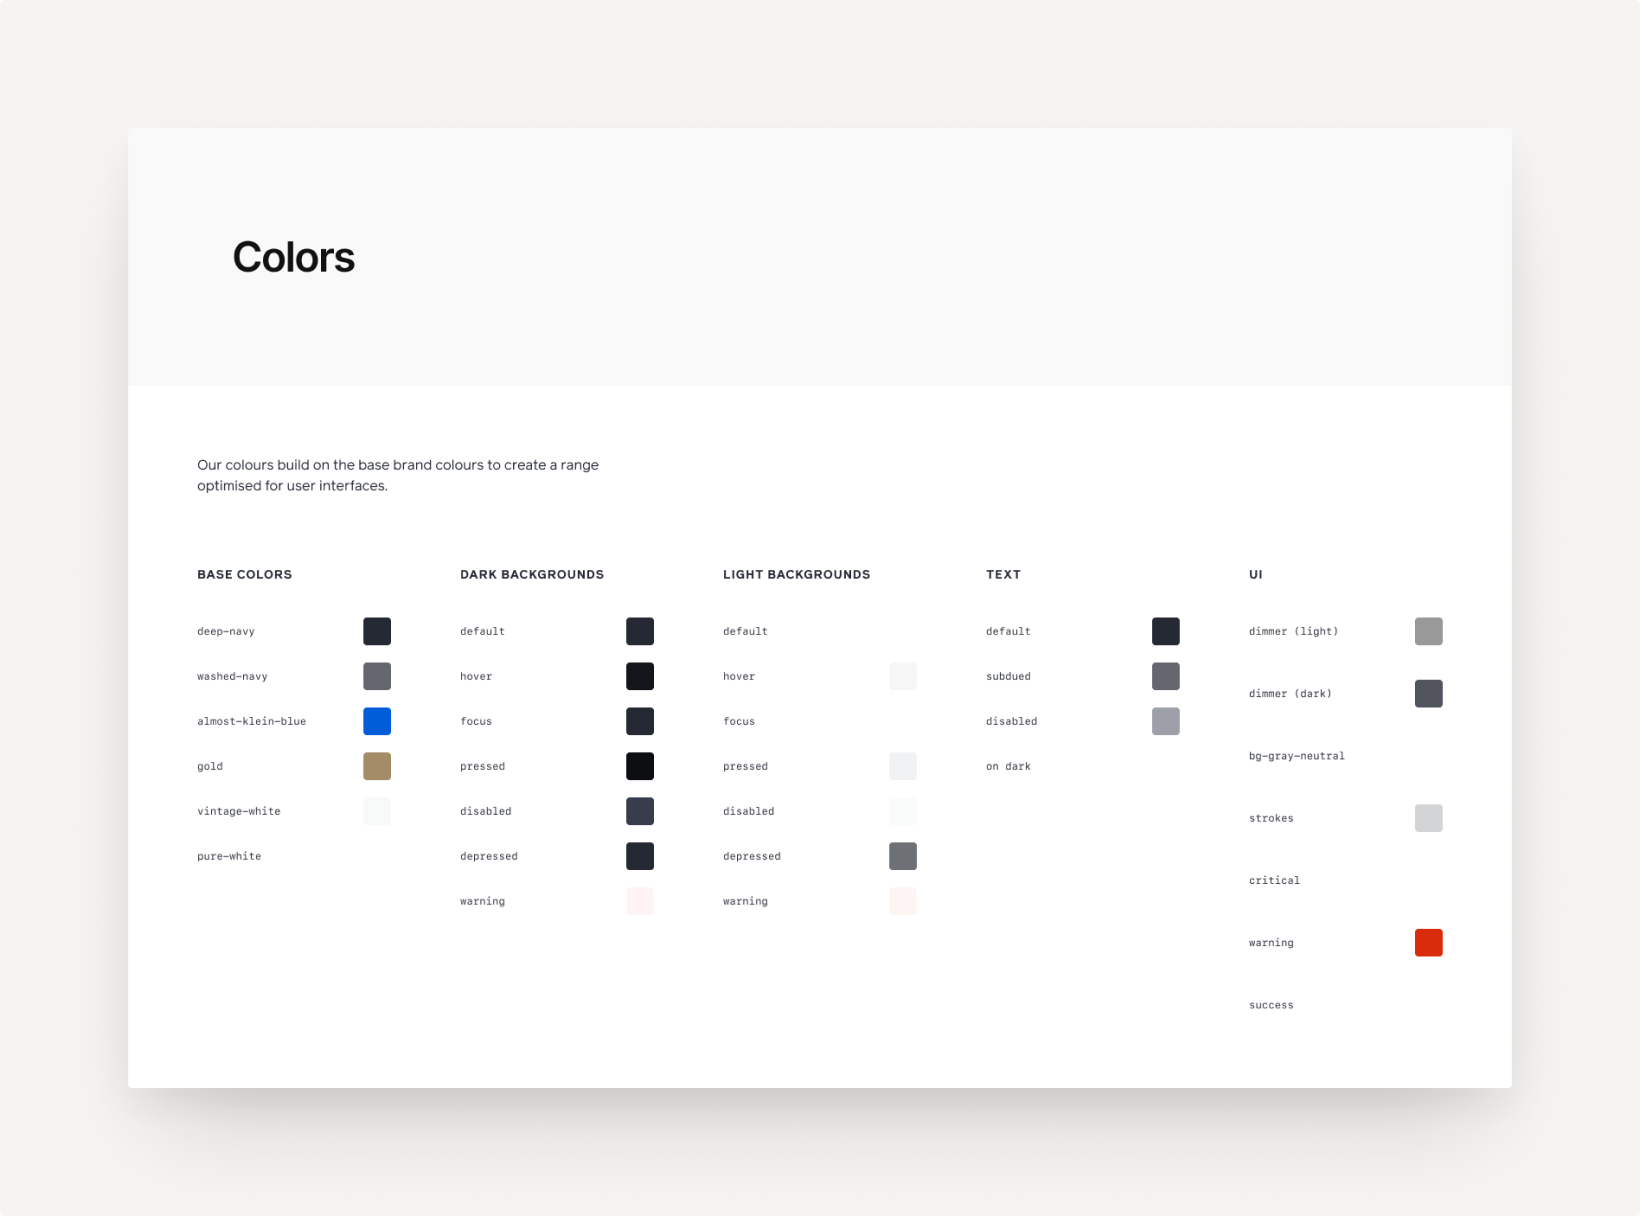 Colors
Our colours build on the base brand colours to create a range
optimised for user interfaces.
BASE COLORS
deep-navy
washed-navy
almost-klein-blue
gold
vintage-white
pure-white
DARK BACKGROUNDS
default
hover
focus
pressed
disabled
depressed
warning
LIGHT BACKGROUNDS
default
hover
focus
pressed
disabled
depressed
warning
TEXT
default
subdued
disabled
on dark
UI
dimmer (light)
dimmer (dark)
bg-gray-neutral
strokes
critical
warning
success